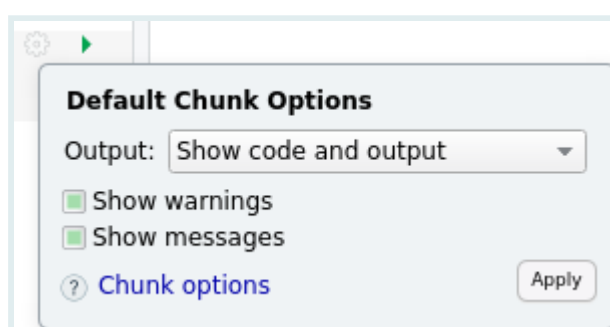 Default Chunk Options
Output: Show code and output
Show warnings
Show messages
? Chunk options Apply